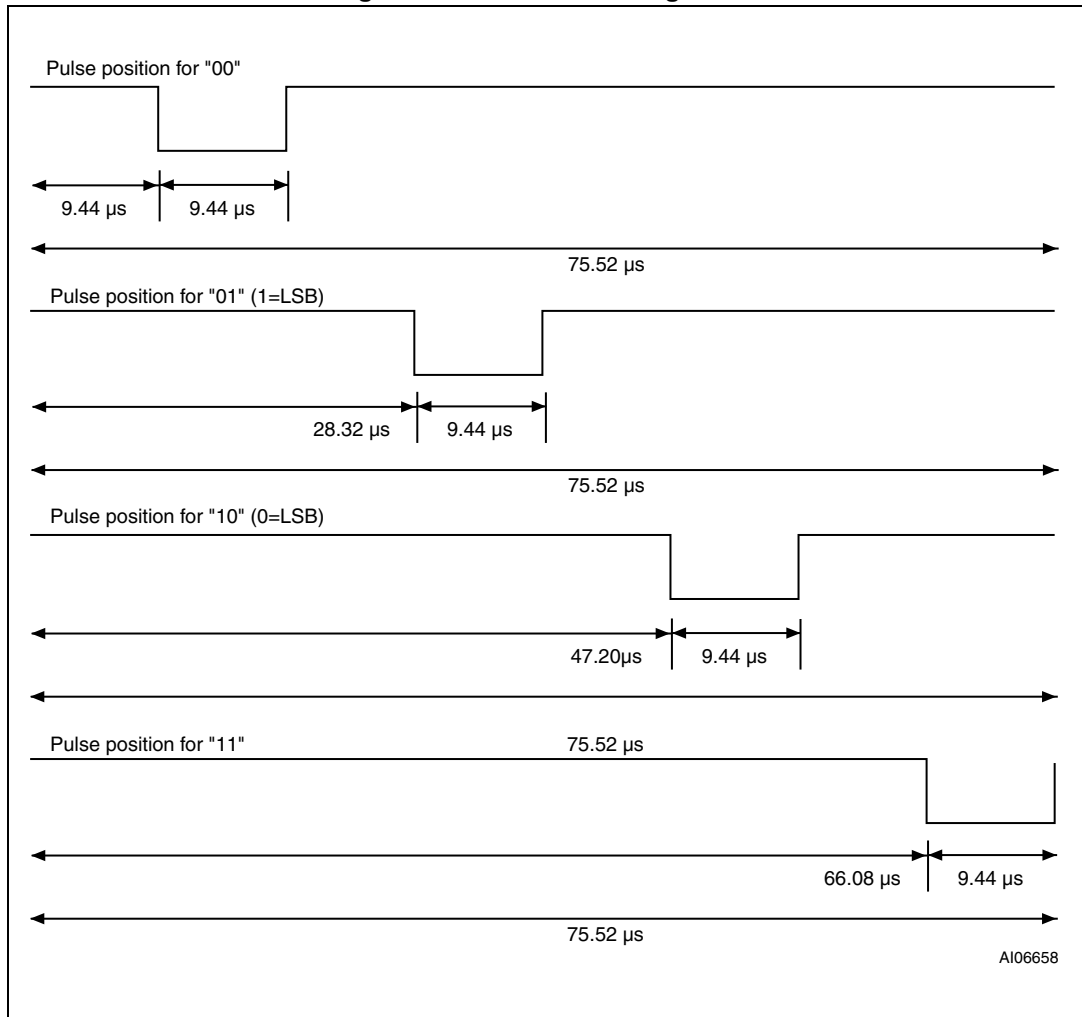 Pulse position for "00"
9.44 µs 9.44 µs
75.52 µs
Pulse position for "01" (1=LSB)
28.32 µs 9.44 µs
75.52 µs
Pulse position for "10" (0=LSB)
47.20µs 9.44 µs
Pulse position for "11" 75.52 µs
66.08 µs 9.44 µs
75.52 µs
AI06658